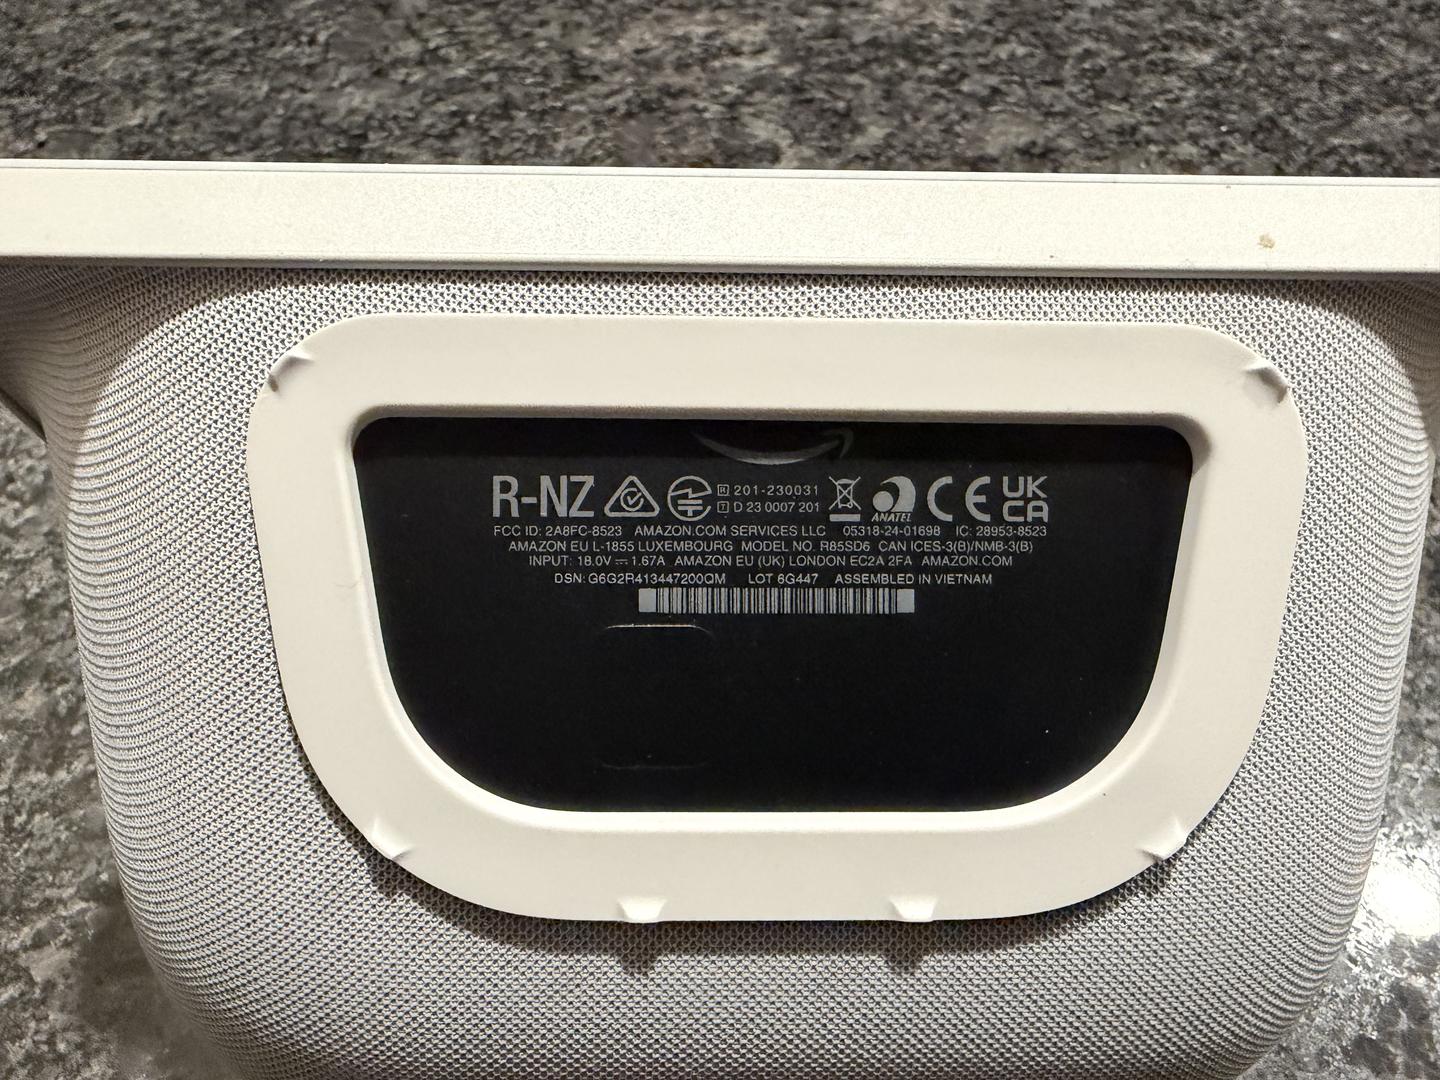 R-NZ R 201-230031 ANATEL CE UK CA
T D 23 0007 201
FCC ID: 2A8FC-8523 AMAZON.COM SERVICES LLC 05318-24-01698 IC: 28953-8523
AMAZON EU L-1855 LUXEMBOURG MODEL NO. R85SD6 CAN ICES-3(B)/NMB-3(B)
INPUT: 18.0V ⎓ 1.67A AMAZON EU (UK) LONDON EC2A 2FA AMAZON.COM
DSN: G6G2R413447200QM LOT 6G447 ASSEMBLED IN VIETNAM